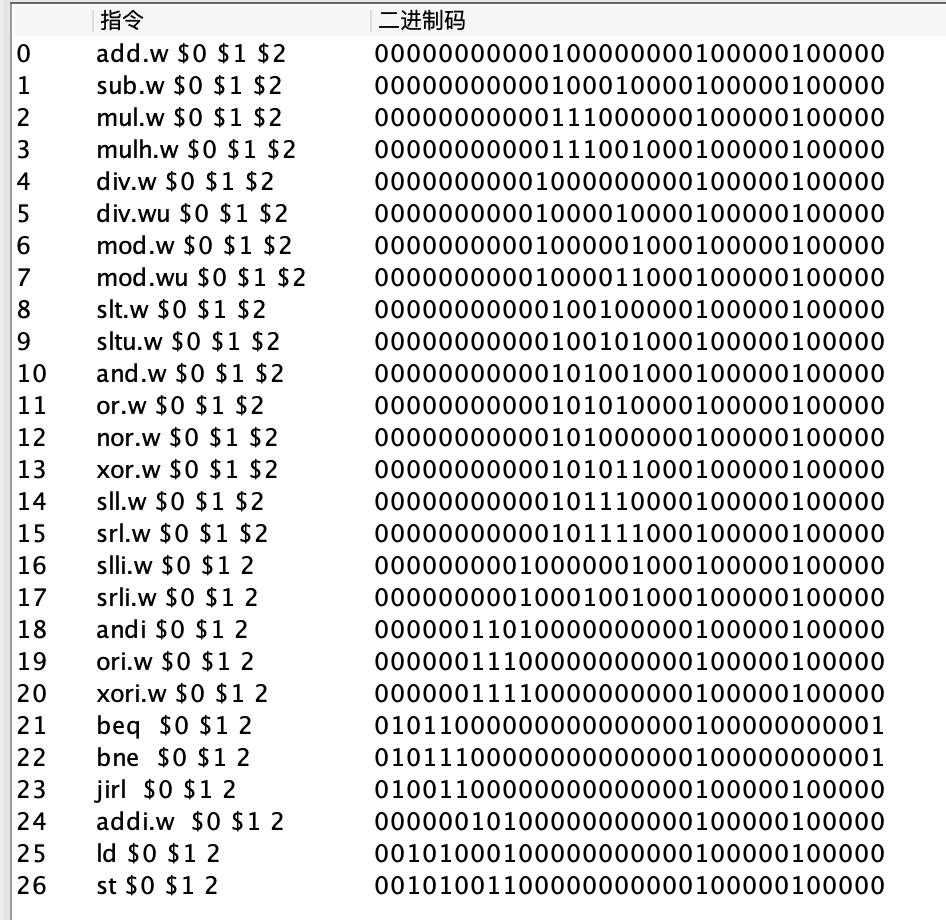 指令 二进制码
0 add.w $0 $1 $2 00000000000100000000100000100000
1 sub.w $0 $1 $2 00000000000100010000100000100000
2 mul.w $0 $1 $2 00000000000111000000100000100000
3 mulh.w $0 $1 $2 00000000000111001000100000100000
4 div.w $0 $1 $2 00000000001000000000100000100000
5 div.wu $0 $1 $2 00000000001000010000100000100000
6 mod.w $0 $1 $2 00000000001000001000100000100000
7 mod.wu $0 $1 $2 00000000001000011000100000100000
8 slt.w $0 $1 $2 00000000000100100000100000100000
9 sltu.w $0 $1 $2 00000000000100101000100000100000
10 and.w $0 $1 $2 00000000000101001000100000100000
11 or.w $0 $1 $2 00000000000101010000100000100000
12 nor.w $0 $1 $2 00000000000101000000100000100000
13 xor.w $0 $1 $2 00000000000101011000100000100000
14 sll.w $0 $1 $2 00000000000101110000100000100000
15 srl.w $0 $1 $2 00000000000101111000100000100000
16 slli.w $0 $1 2 00000000010000001000100000100000
17 srli.w $0 $1 2 00000000010001001000100000100000
18 andi $0 $1 2 00000011010000000000100000100000
19 ori.w $0 $1 2 00000011100000000000100000100000
20 xori.w $0 $1 2 00000011110000000000100000100000
21 beq $0 $1 2 01011000000000000000100000000001
22 bne $0 $1 2 01011100000000000000100000000001
23 jirl $0 $1 2 01001100000000000000100000100000
24 addi.w $0 $1 2 00000010100000000000100000100000
25 ld $0 $1 2 00101000100000000000100000100000
26 st $0 $1 2 00101001100000000000100000100000